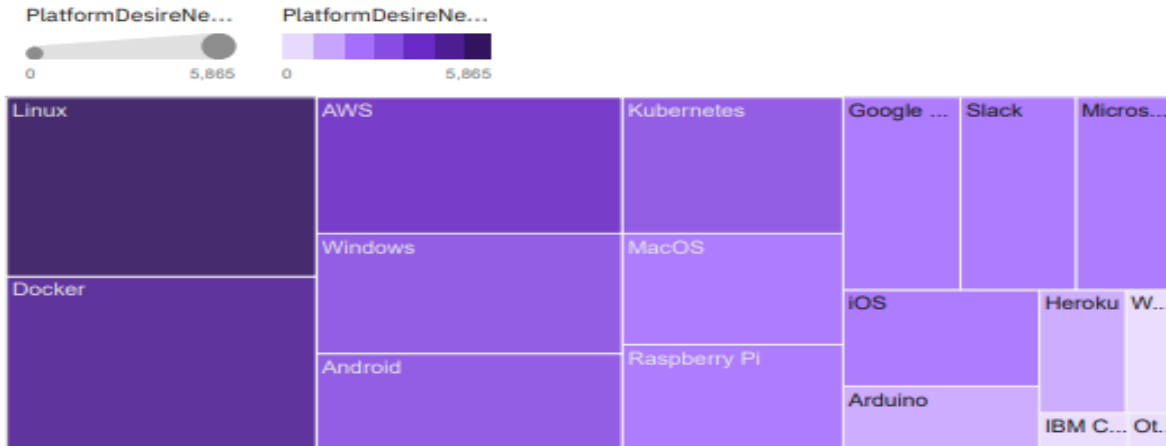 PlatformDesireNe... PlatformDesireNe...
0 5,865 0 5,865
Linux AWS Kubernetes Google ... Slack Micros...
Windows MacOS
Docker iOS Heroku W...
Android Raspberry Pi
Arduino
IBM C... Ot...